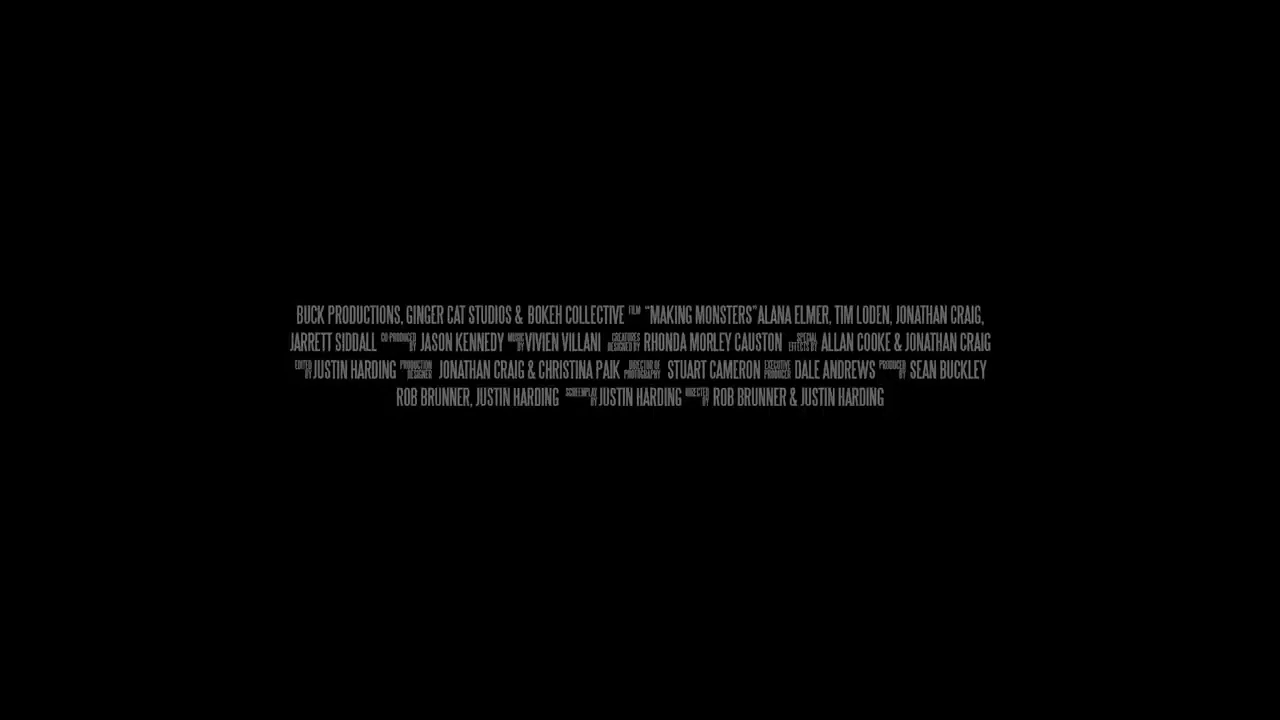 BUCK PRODUCTIONS, GINGER CAT STUDIOS & BOKEH COLLECTIVE FILM "MAKING MONSTERS" ALANA ELMER, TIM LODEN, JONATHAN CRAIG,
JARRETT SIDDALL CO-PRODUCED BY JASON KENNEDY MUSIC BY VIVIEN VILLANI CREATURES DESIGNED BY RHONDA MORLEY CAUSTON SPECIAL EFFECTS BY ALLAN COOKE & JONATHAN CRAIG
EDITED BY JUSTIN HARDING PRODUCTION DESIGNER JONATHAN CRAIG & CHRISTINA PAIK DIRECTOR OF PHOTOGRAPHY STUART CAMERON EXECUTIVE PRODUCER DALE ANDREWS PRODUCED BY SEAN BUCKLEY
ROB BRUNNER, JUSTIN HARDING SCREENPLAY BY JUSTIN HARDING DIRECTED BY ROB BRUNNER & JUSTIN HARDING